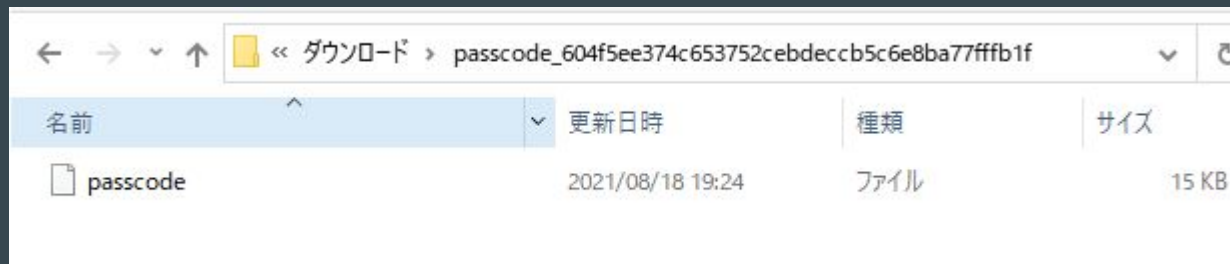 « ダウンロード › passcode_604f5ee374c653752cebdeccb5c6e8ba77fffb1f
名前 更新日時 種類 サイズ
passcode 2021/08/18 19:24 ファイル 15 KB